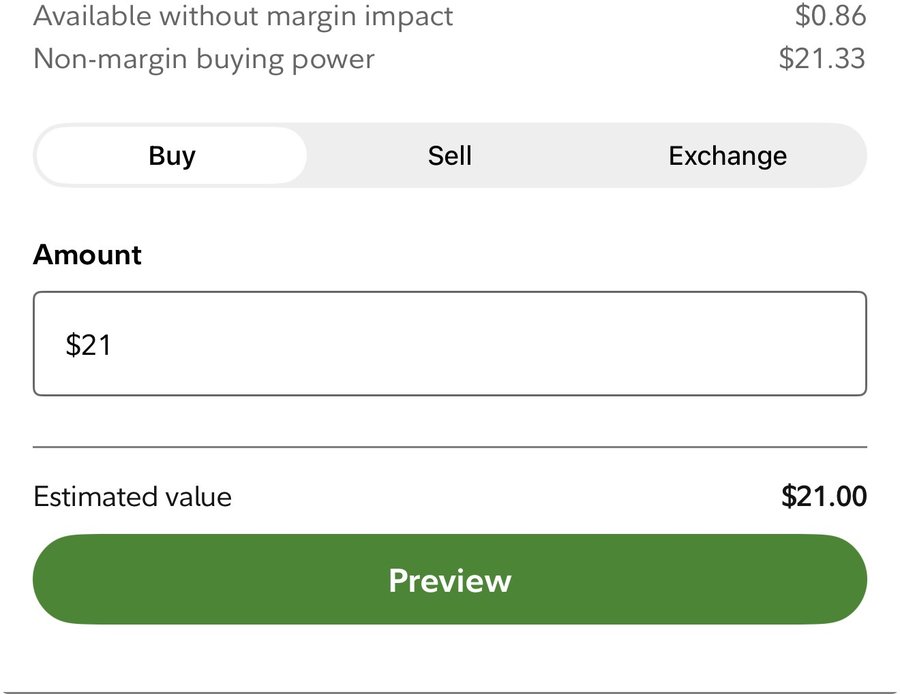 Available without margin impact $0.86
Non-margin buying power $21.33
Buy Sell Exchange
Amount
$21
Estimated value $21.00
Preview